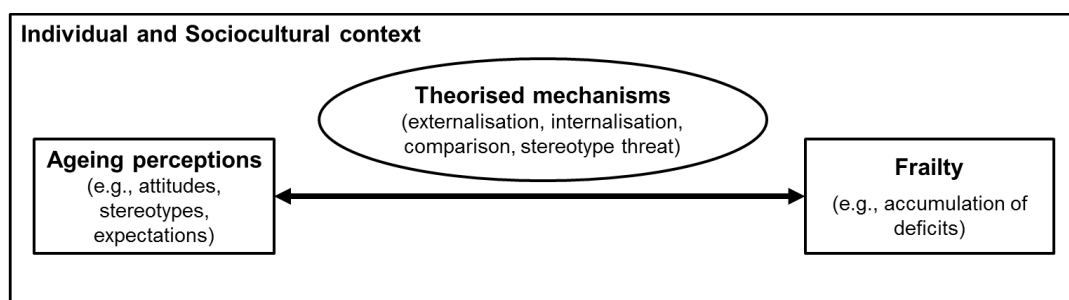 Individual and Sociocultural context
Theorised mechanisms
(externalisation, internalisation,
comparison, stereotype threat)
Ageing perceptions
(e.g., attitudes,
stereotypes,
expectations)
Frailty
(e.g., accumulation of
deficits)